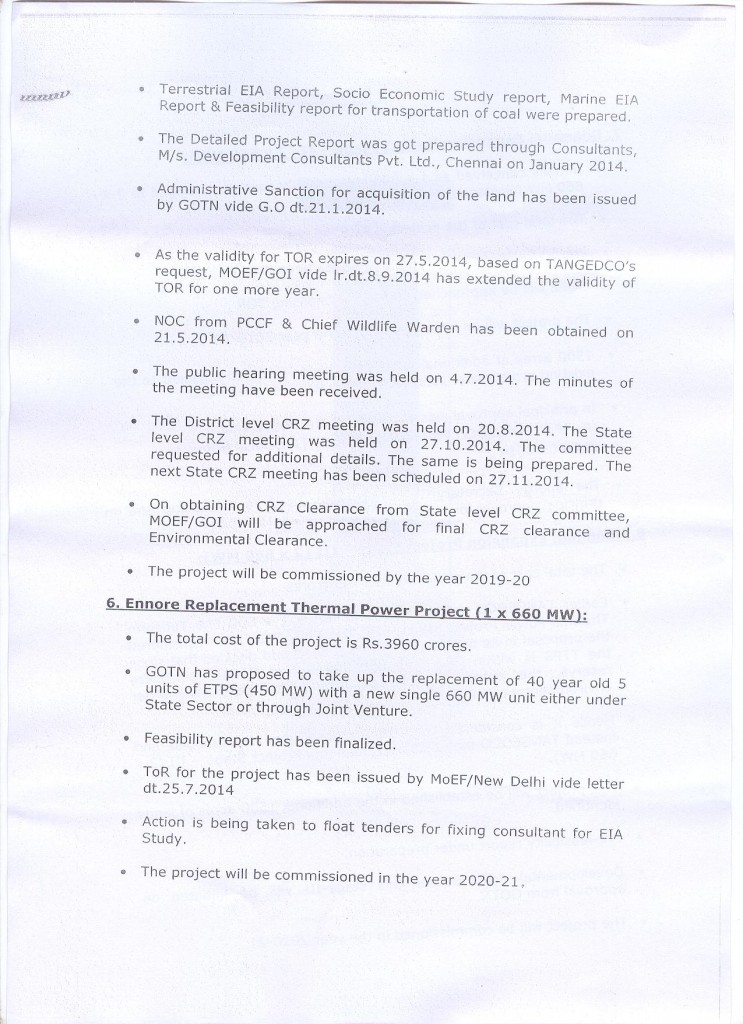 • Terrestrial EIA Report, Socio Economic Study report, Marine EIA
Report & Feasibility report for transportation of coal were prepared.
• The Detailed Project Report was got prepared through Consultants,
M/s. Development Consultants Pvt. Ltd., Chennai on January 2014.
• Administrative Sanction for acquisition of the land has been issued
by GOTN vide G.O dt.21.1.2014.
• As the validity for TOR expires on 27.5.2014, based on TANGEDCO's
request, MOEF/GOI vide lr.dt.8.9.2014 has extended the validity of
TOR for one more year.
• NOC from PCCF & Chief Wildlife Warden has been obtained on
21.5.2014.
• The public hearing meeting was held on 4.7.2014. The minutes of
the meeting have been received.
• The District level CRZ meeting was held on 20.8.2014. The State
level CRZ meeting was held on 27.10.2014. The committee
requested for additional details. The same is being prepared. The
next State CRZ meeting has been scheduled on 27.11.2014.
• On obtaining CRZ Clearance from State level CRZ committee,
MOEF/GOI will be approached for final CRZ clearance and
Environmental Clearance.
• The project will be commissioned by the year 2019-20
6. Ennore Replacement Thermal Power Project (1 x 660 MW):
• The total cost of the project is Rs.3960 crores.
• GOTN has proposed to take up the replacement of 40 year old 5
units of ETPS (450 MW) with a new single 660 MW unit either under
State Sector or through Joint Venture.
• Feasibility report has been finalized.
• ToR for the project has been issued by MoEF/New Delhi vide letter
dt.25.7.2014
• Action is being taken to float tenders for fixing consultant for EIA
Study.
• The project will be commissioned in the year 2020-21.